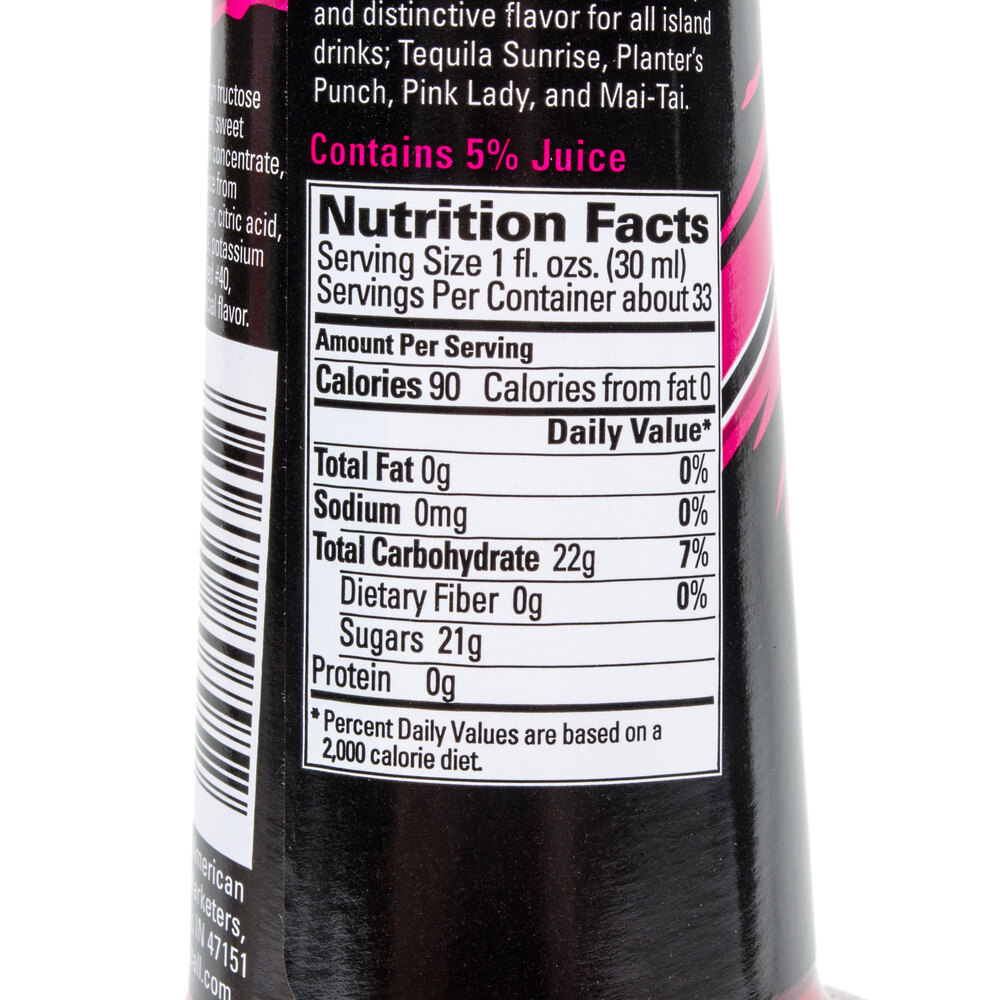 and distinctive flavor for all island
drinks; Tequila Sunrise, Planter's
Punch, Pink Lady, and Mai-Tai.
Contains 5% Juice
Nutrition Facts
Serving Size 1 fl. ozs. (30 ml)
Servings Per Container about 33
Amount Per Serving
Calories 90 Calories from fat 0
Daily Value*
Total Fat 0g 0%
Sodium 0mg 0%
Total Carbohydrate 22g 7%
Dietary Fiber 0g 0%
Sugars 21g
Protein 0g
* Percent Daily Values are based on a
2,000 calorie diet.
fructose
sweet
concentrate,
from
citric acid,
potassium
#40,
flavor.
IN 47151